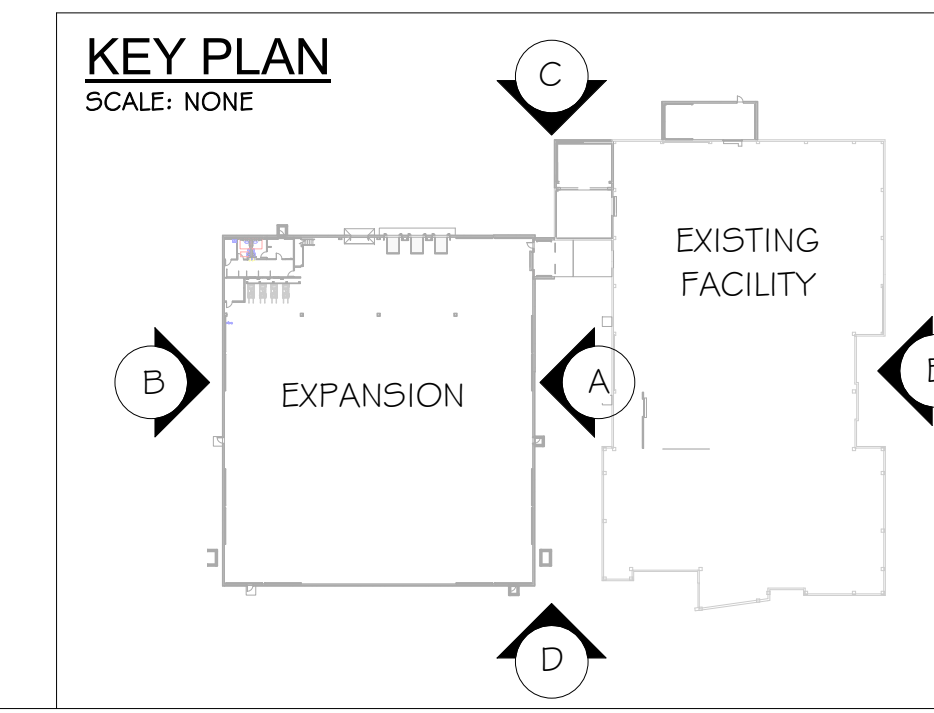 KEY PLAN
SCALE: NONE
C
EXISTING
FACILITY
B
EXPANSION
A
D